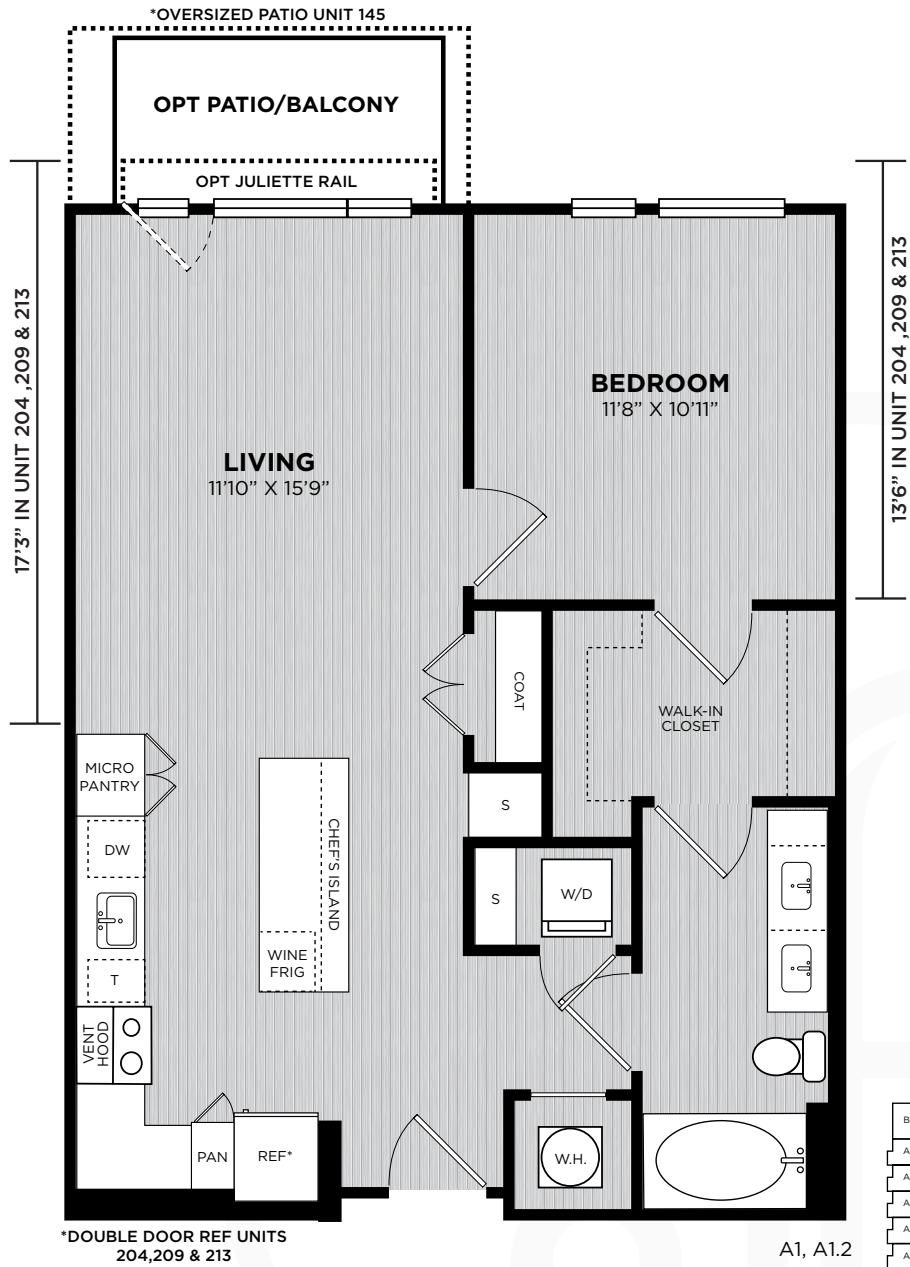 *OVERSIZED PATIO UNIT 145
OPT PATIO/BALCONY
OPT JULIETTE RAIL
17'3” IN UNIT 204 ,209 & 213
13'6” IN UNIT 204 ,209 & 213
BEDROOM
11'8” X 10'11”
LIVING
11'10” X 15'9”
COAT
WALK-IN
CLOSET
MICRO
PANTRY
S
DW
CHEF'S ISLAND
S
W/D
WINE
FRIG
T
VENT
HOOD
PAN
REF*
W.H.
*DOUBLE DOOR REF UNITS
204,209 & 213
A1, A1.2
B
A
A
A
A
A